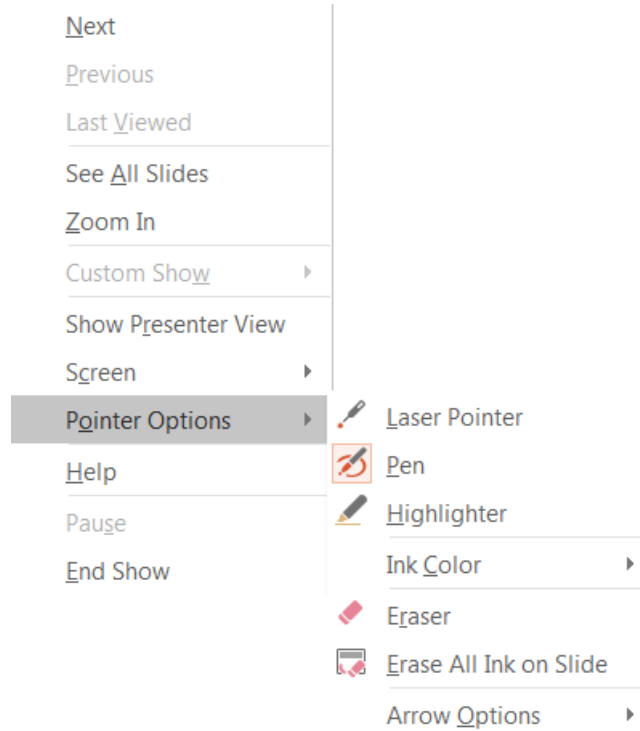 Next
Previous
Last Viewed
See All Slides
Zoom In
Custom Show
Show Presenter View
Screen
Pointer Options
Help
Pause
End Show
Laser Pointer
Pen
Highlighter
Ink Color
Eraser
Erase All Ink on Slide
Arrow Options